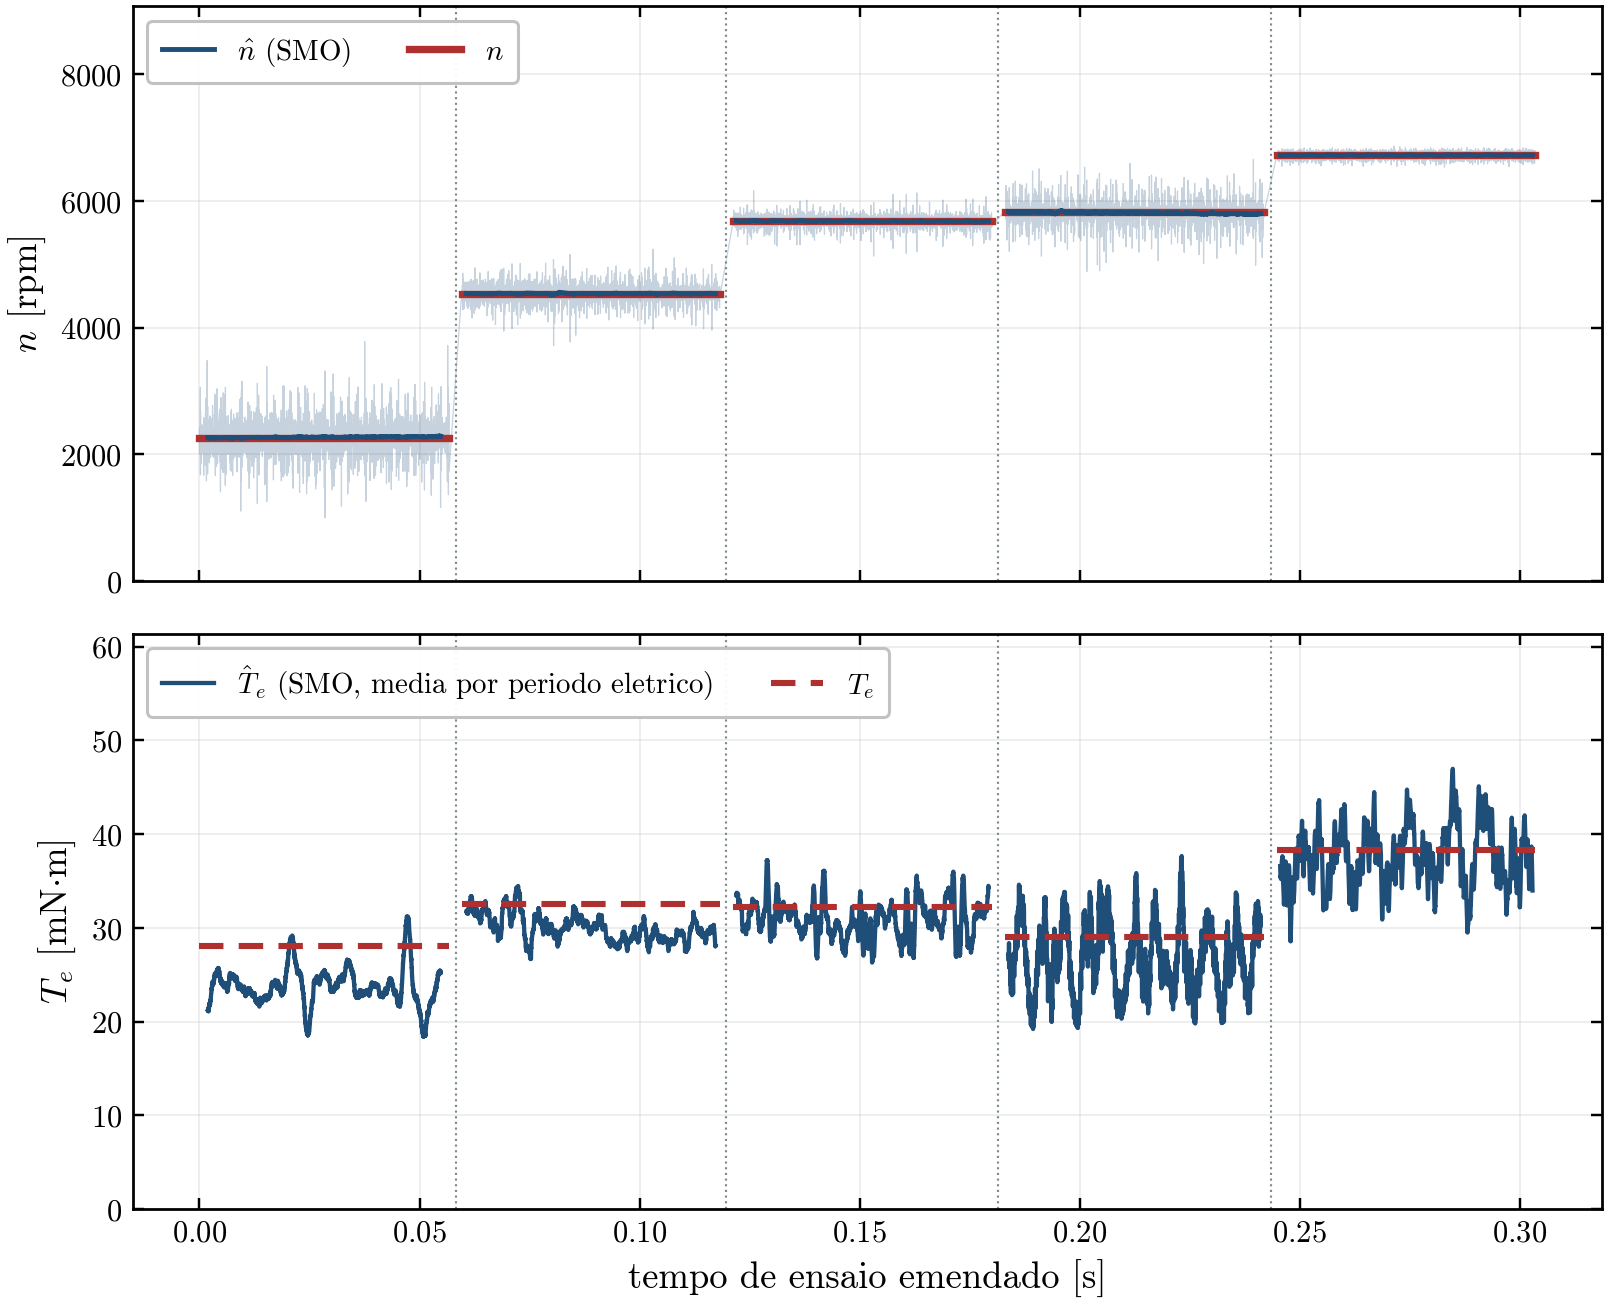 n̂ (SMO) n
8000
6000
4000
2000
0
n [rpm]
T̂e (SMO, media por periodo eletrico) Te
60
50
40
30
20
10
0
Te [mN·m]
0.00 0.05 0.10 0.15 0.20 0.25 0.30
tempo de ensaio emendado [s]